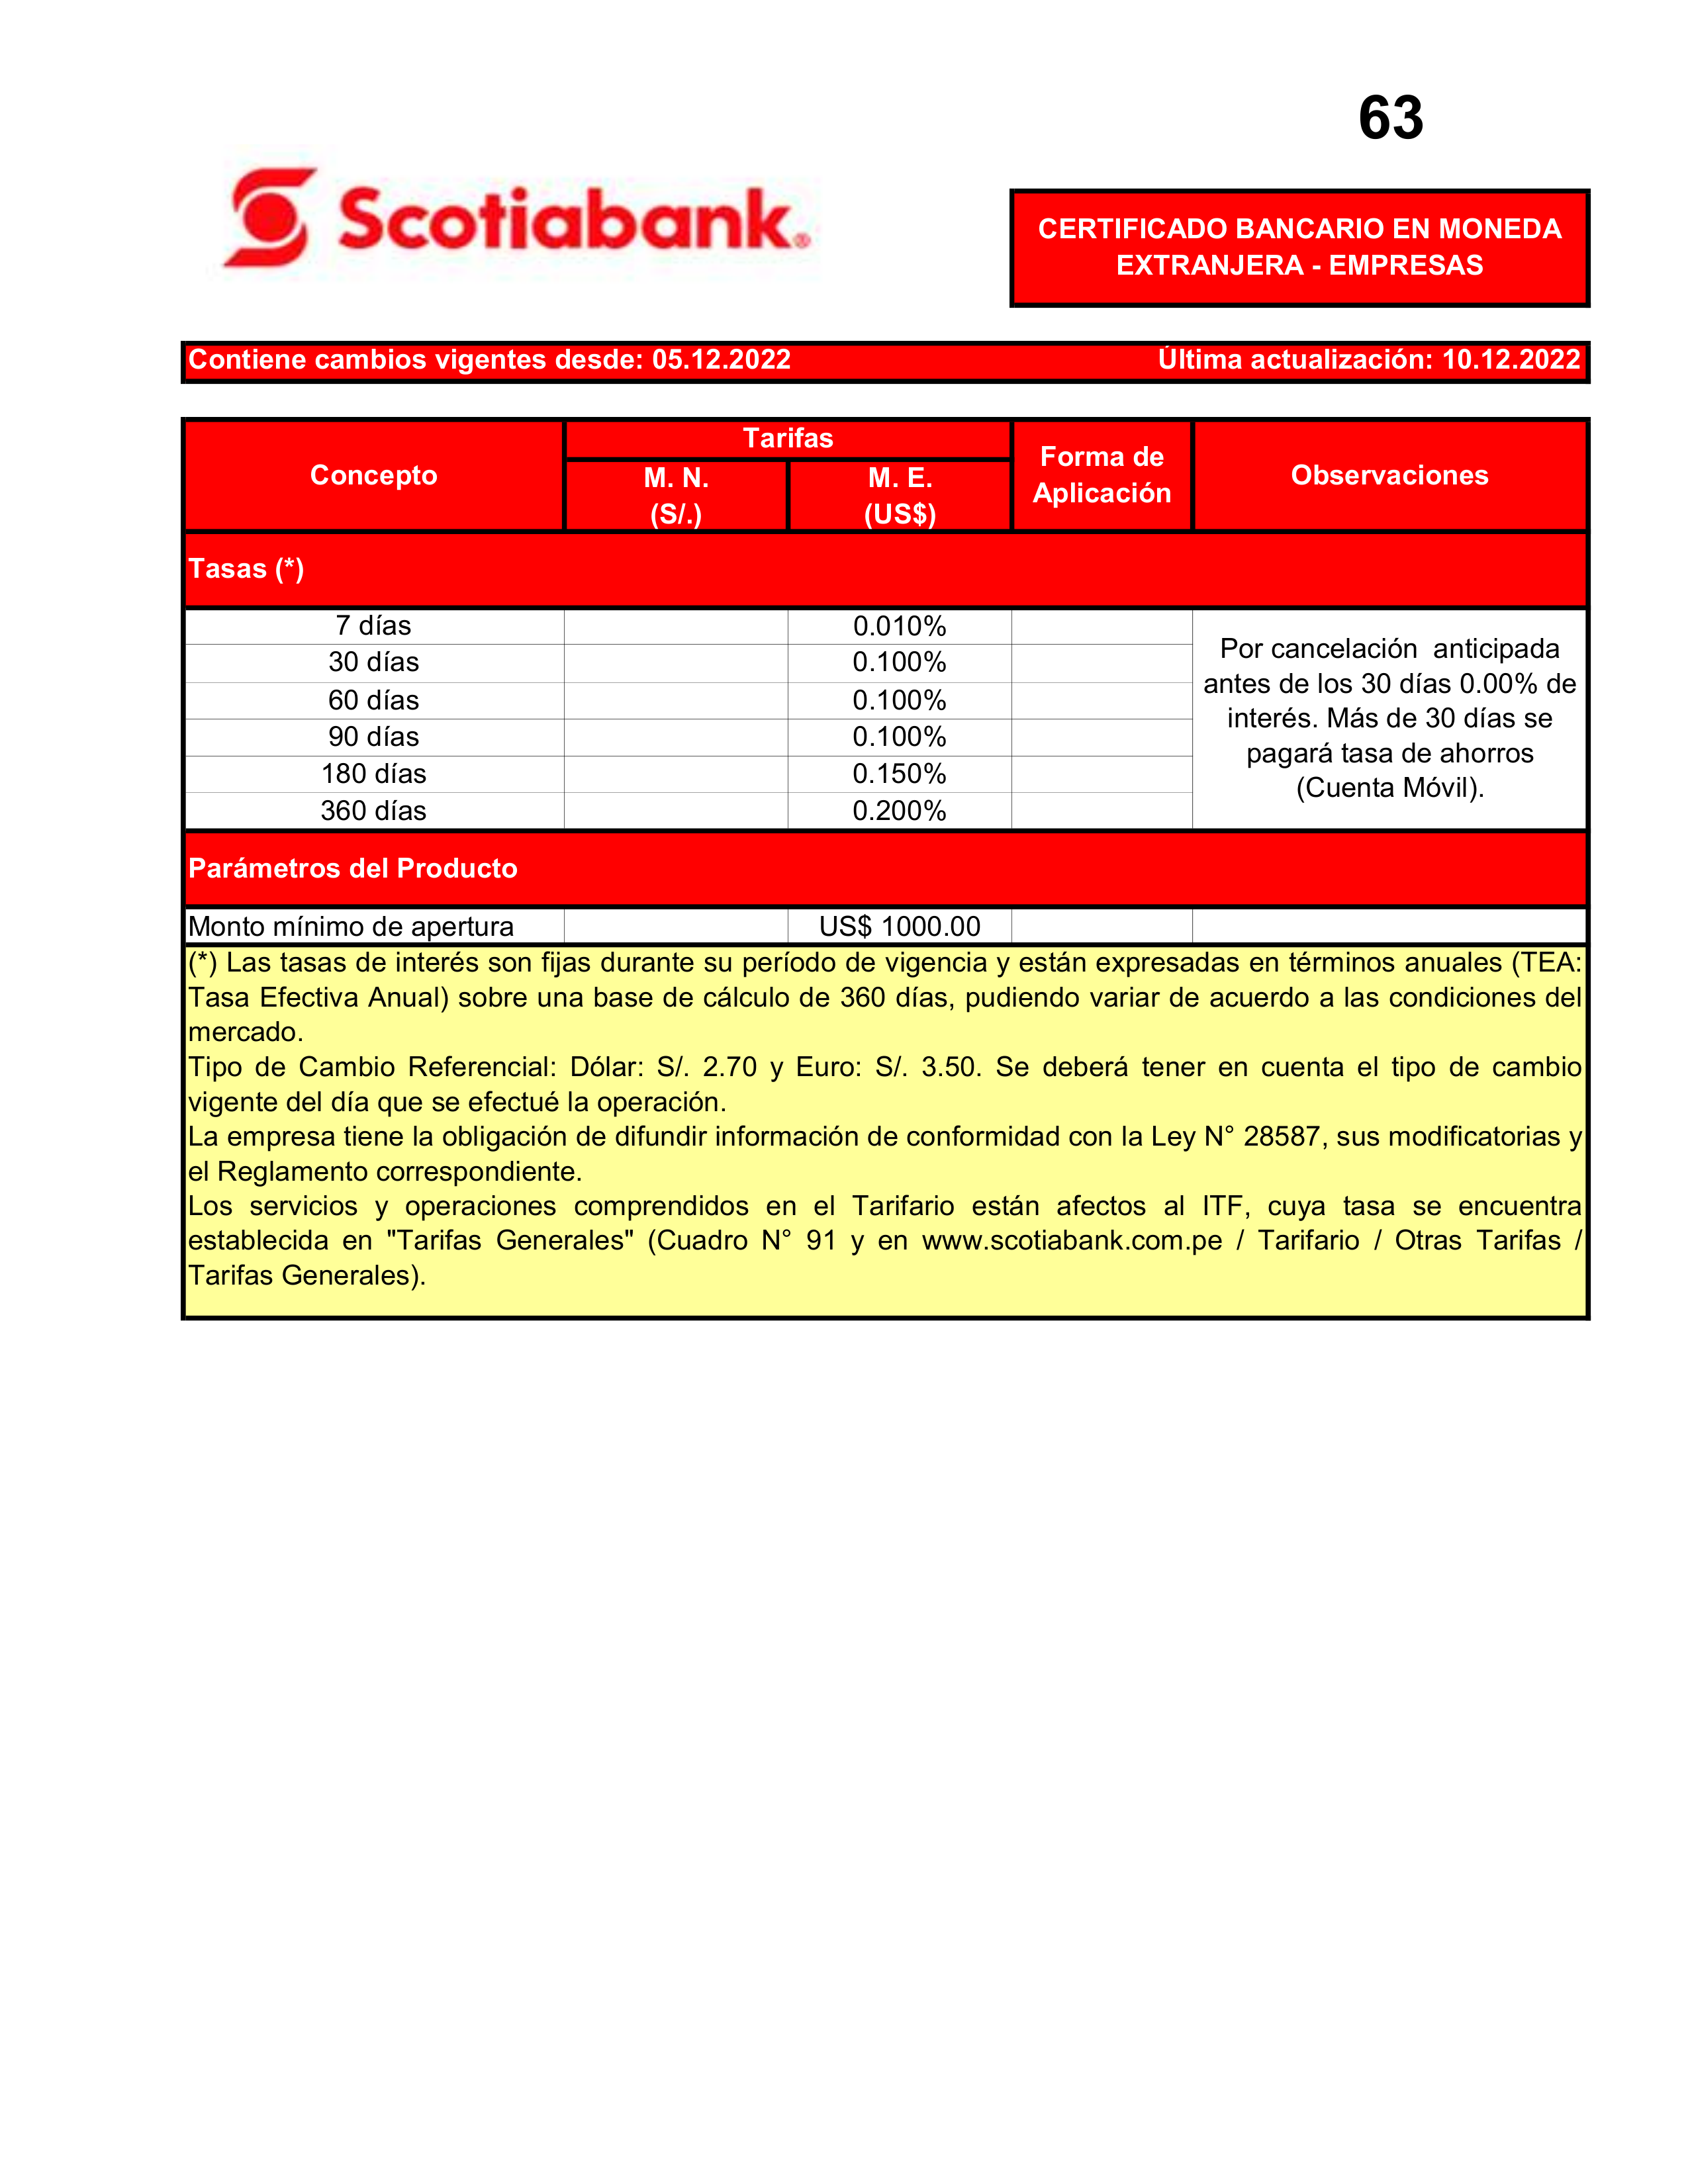 63
Scotiabank®
CERTIFICADO BANCARIO EN MONEDA
EXTRANJERA - EMPRESAS
Contiene cambios vigentes desde: 05.12.2022 Última actualización: 10.12.2022
Concepto Tarifas Forma de Aplicación Observaciones
M. N. (S/.) M. E. (US$)
Tasas (*)
7 días 0.010%
30 días 0.100%
60 días 0.100%
90 días 0.100%
180 días 0.150%
360 días 0.200%
Por cancelación  anticipada
antes de los 30 días 0.00% de
interés. Más de 30 días se
pagará tasa de ahorros
(Cuenta Móvil).
Parámetros del Producto
Monto mínimo de apertura US$ 1000.00
(*) Las tasas de interés son fijas durante su período de vigencia y están expresadas en términos anuales (TEA:
Tasa Efectiva Anual) sobre una base de cálculo de 360 días, pudiendo variar de acuerdo a las condiciones del
mercado.
Tipo de Cambio Referencial: Dólar: S/. 2.70 y Euro: S/. 3.50. Se deberá tener en cuenta el tipo de cambio
vigente del día que se efectué la operación.
La empresa tiene la obligación de difundir información de conformidad con la Ley N° 28587, sus modificatorias y
el Reglamento correspondiente.
Los servicios y operaciones comprendidos en el Tarifario están afectos al ITF, cuya tasa se encuentra
establecida en "Tarifas Generales" (Cuadro N° 91 y en www.scotiabank.com.pe / Tarifario / Otras Tarifas /
Tarifas Generales).